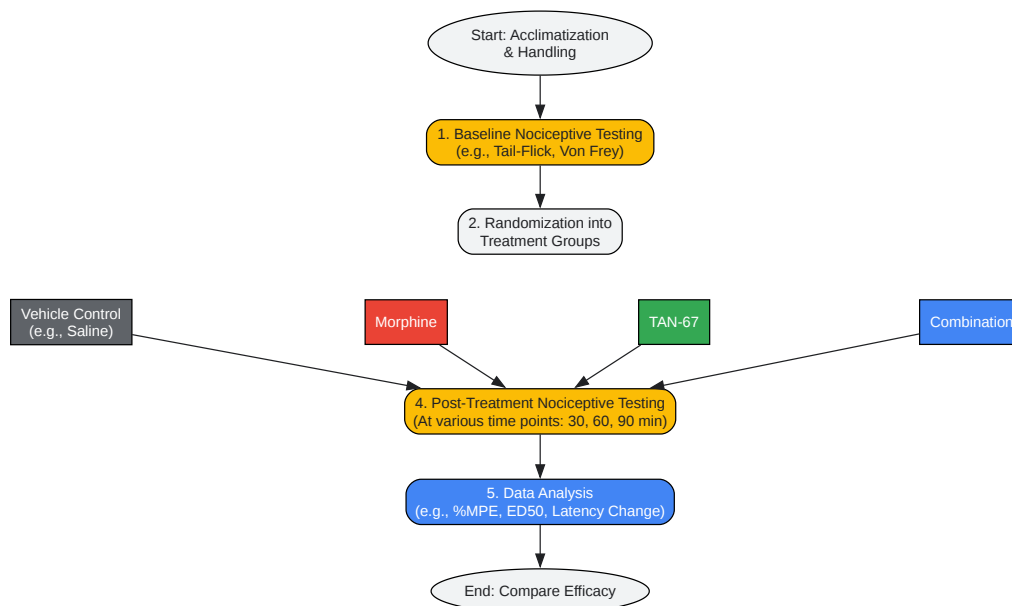 Start: Acclimatization
& Handling
1. Baseline Nociceptive Testing
(e.g., Tail-Flick, Von Frey)
2. Randomization into
Treatment Groups
Vehicle Control
(e.g., Saline)
Morphine
TAN-67
Combination
4. Post-Treatment Nociceptive Testing
(At various time points: 30, 60, 90 min)
5. Data Analysis
(e.g., %MPE, ED50, Latency Change)
End: Compare Efficacy